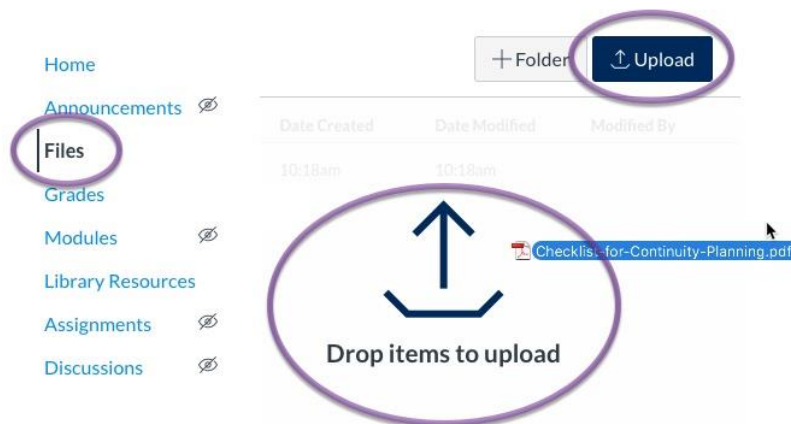 Home
Announcements
Files
Grades
Modules
Library Resources
Assignments
Discussions
+ Folder
Upload
Date Created Date Modified Modified By
10:18am 10:18am
Checklist-for-Continuity-Planning.pdf
Drop items to upload